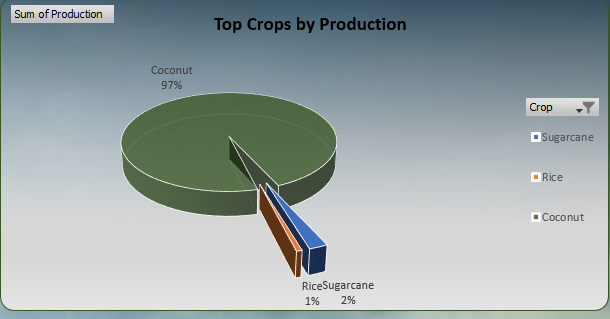 Sum of Production
Top Crops by Production
Coconut
97%
Crop
Sugarcane
Rice
Coconut
Rice
1%
Sugarcane
2%